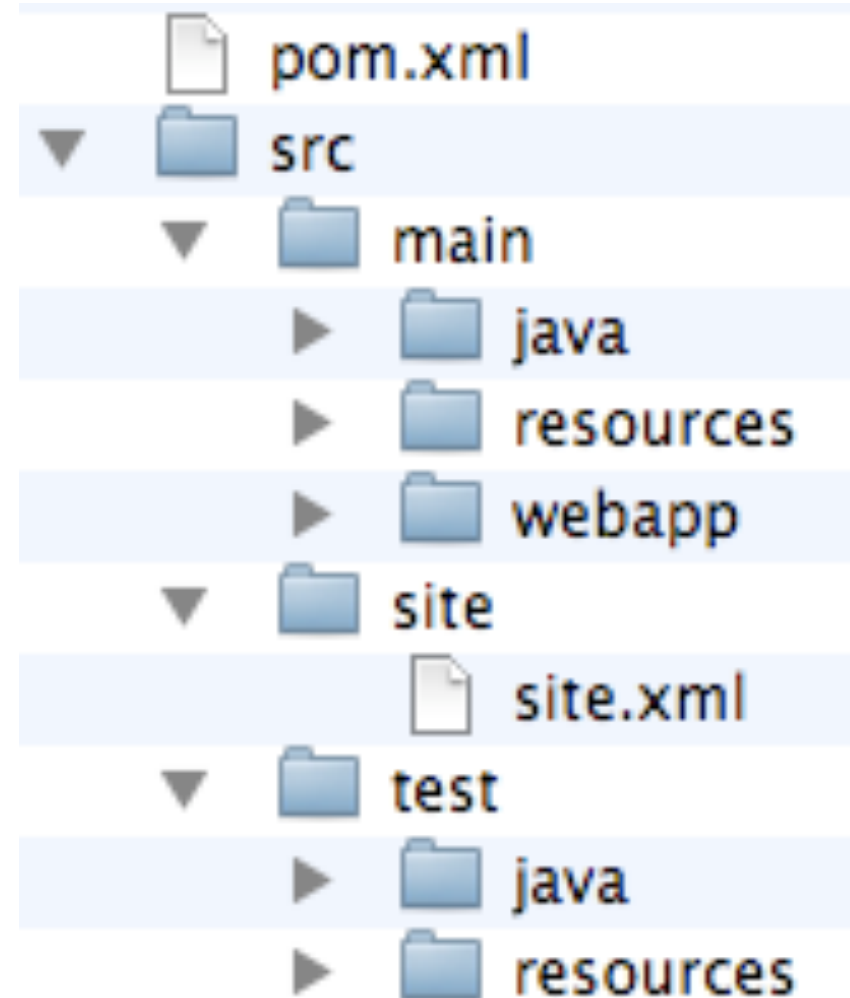 pom.xml
src
main
java
resources
webapp
site
site.xml
test
java
resources